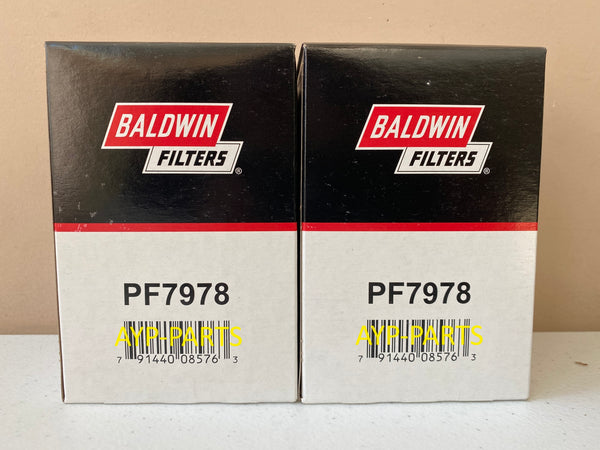 BALDWIN
FILTERS®
PF7978
AYP-PARTS
7 91440 08576 3
BALDWIN
FILTERS®
PF7978
AYP-PARTS
7 91440 08576 3